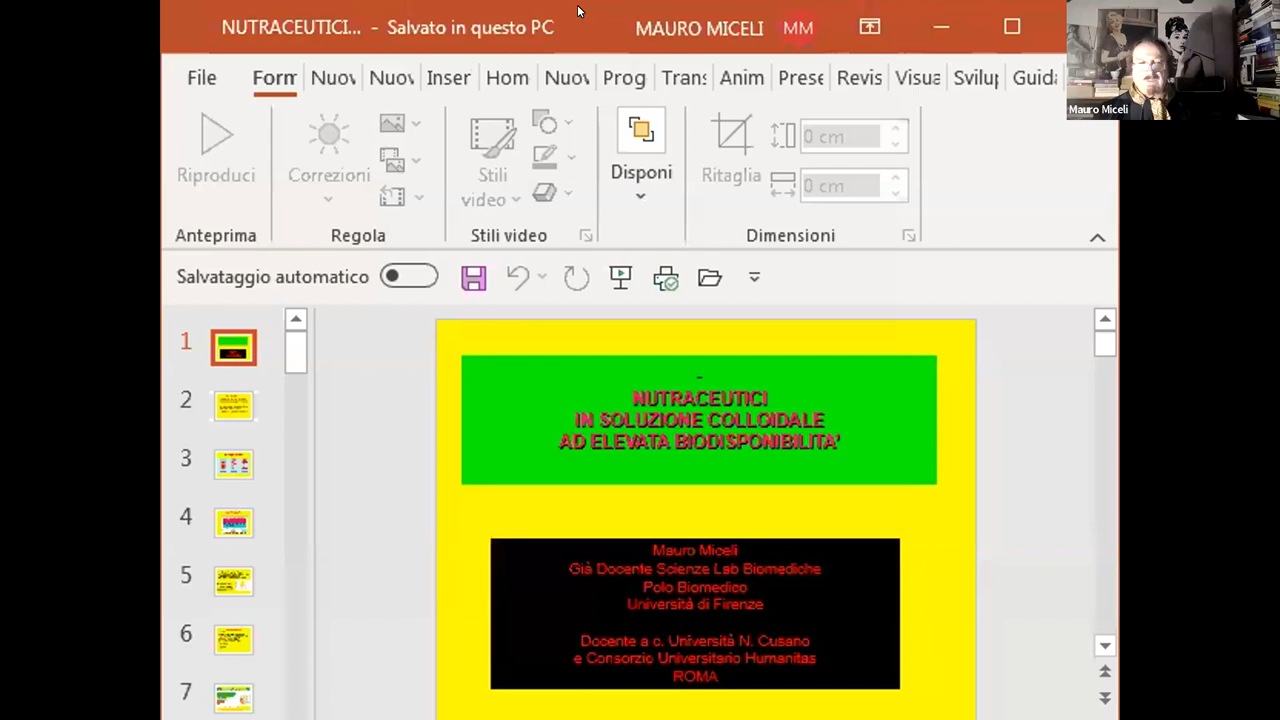 NUTRACEUTICI... - Salvato in questo PC
MAURO MICELI MM
Mauro Miceli
File Form Nuov Nuov Inser Hom Nuov Prog Trans Anim Prese Revis Visua Svilup Guida
Riproduci
Correzioni
Stili
video
Disponi
Ritaglia
0 cm
0 cm
Anteprima
Regola
Stili video
Dimensioni
Salvataggio automatico
1
2
3
4
5
6
7
-
NUTRACEUTICI
IN SOLUZIONE COLLOIDALE
AD ELEVATA BIODISPONIBILITA'
Mauro Miceli
Già Docente Scienze Lab Biomediche
Polo Biomedico
Università di Firenze
Docente a c. Università N. Cusano
e Consorzio Universitario Humanitas
ROMA